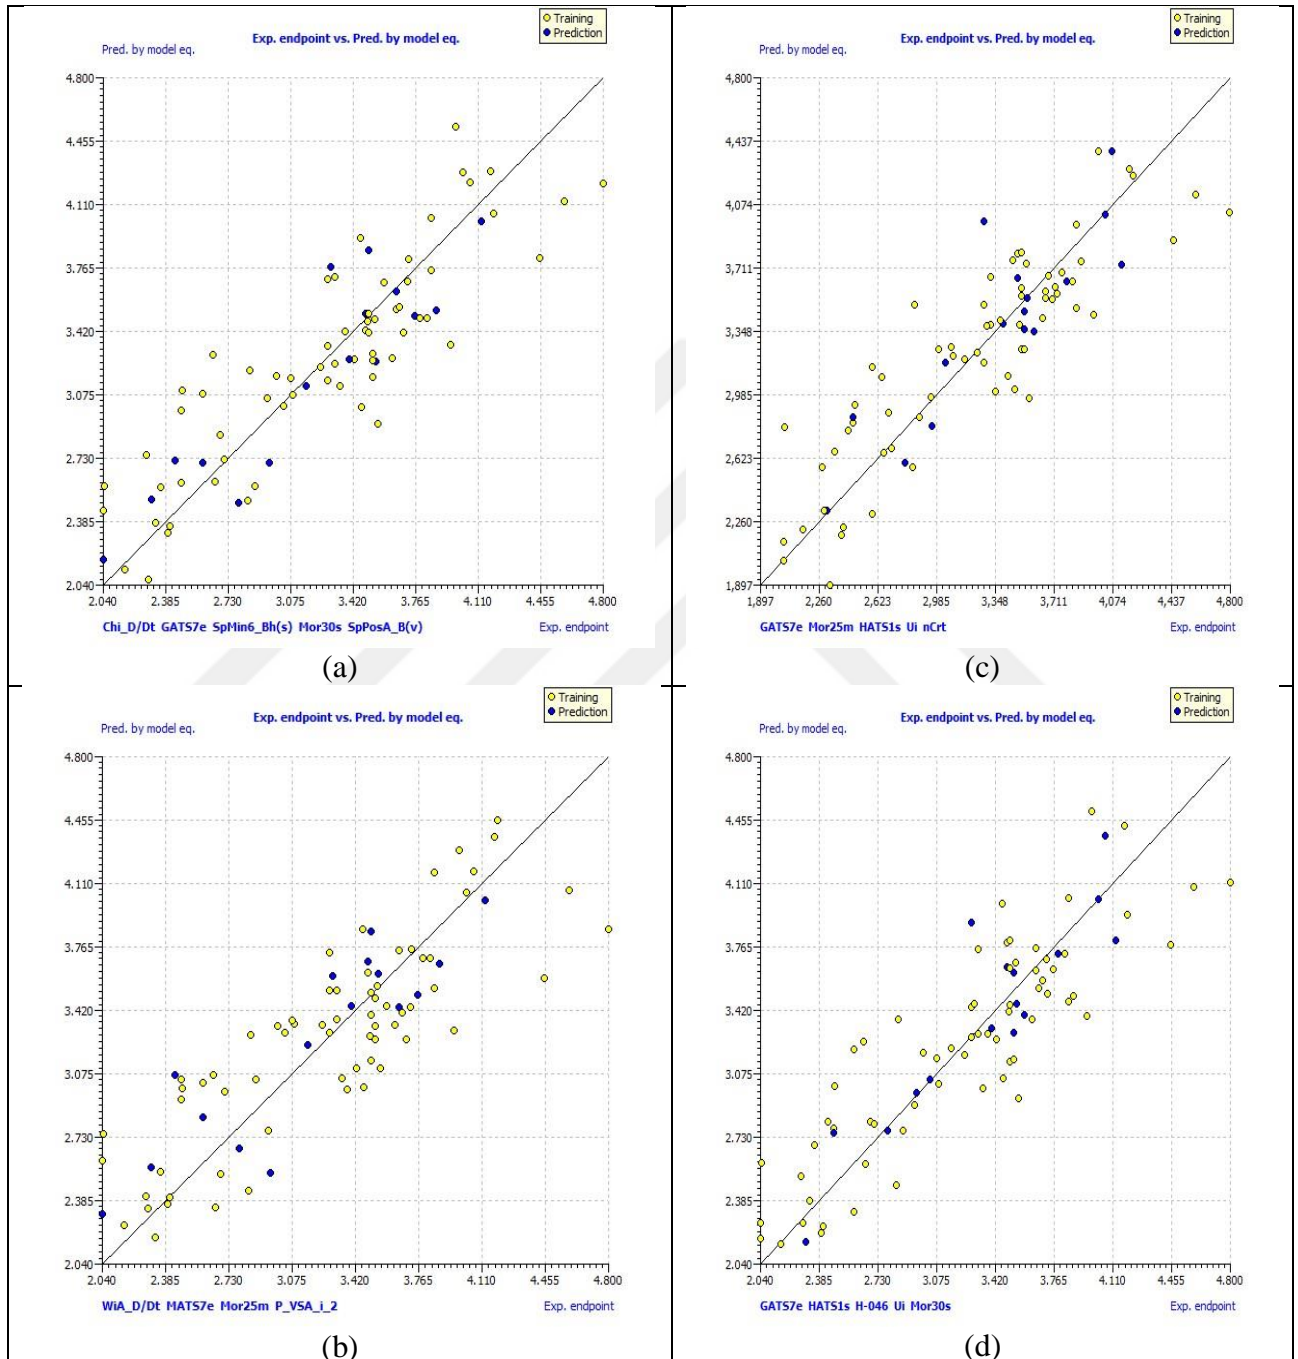 Training
Prediction
Exp. endpoint vs. Pred. by model eq.
Pred. by model eq.
4.800
4.455
4.110
3.765
3.420
3.075
2.730
2.385
2.040
2.040 2.385 2.730 3.075 3.420 3.765 4.110 4.455 4.800
Chi_D/Dt GATS7e SpMin6_Bh(s) Mor30s SpPosA_B(v) Exp. endpoint
(a)
Training
Prediction
Exp. endpoint vs. Pred. by model eq.
Pred. by model eq.
4,800
4,437
4,074
3,711
3,348
2,985
2,623
2,260
1,897
1,897 2,260 2,623 2,985 3,348 3,711 4,074 4,437 4,800
GATS7e Mor25m HATS1s Ui nCrt Exp. endpoint
(c)
Training
Prediction
Exp. endpoint vs. Pred. by model eq.
Pred. by model eq.
4.800
4.455
4.110
3.765
3.420
3.075
2.730
2.385
2.040
2.040 2.385 2.730 3.075 3.420 3.765 4.110 4.455 4.800
WiA_D/Dt MATS7e Mor25m P_VSA_i_2 Exp. endpoint
(b)
Training
Prediction
Exp. endpoint vs. Pred. by model eq.
Pred. by model eq.
4.800
4.455
4.110
3.765
3.420
3.075
2.730
2.385
2.040
2.040 2.385 2.730 3.075 3.420 3.765 4.110 4.455 4.800
GATS7e HATS1s H-046 Ui Mor30s Exp. endpoint
(d)